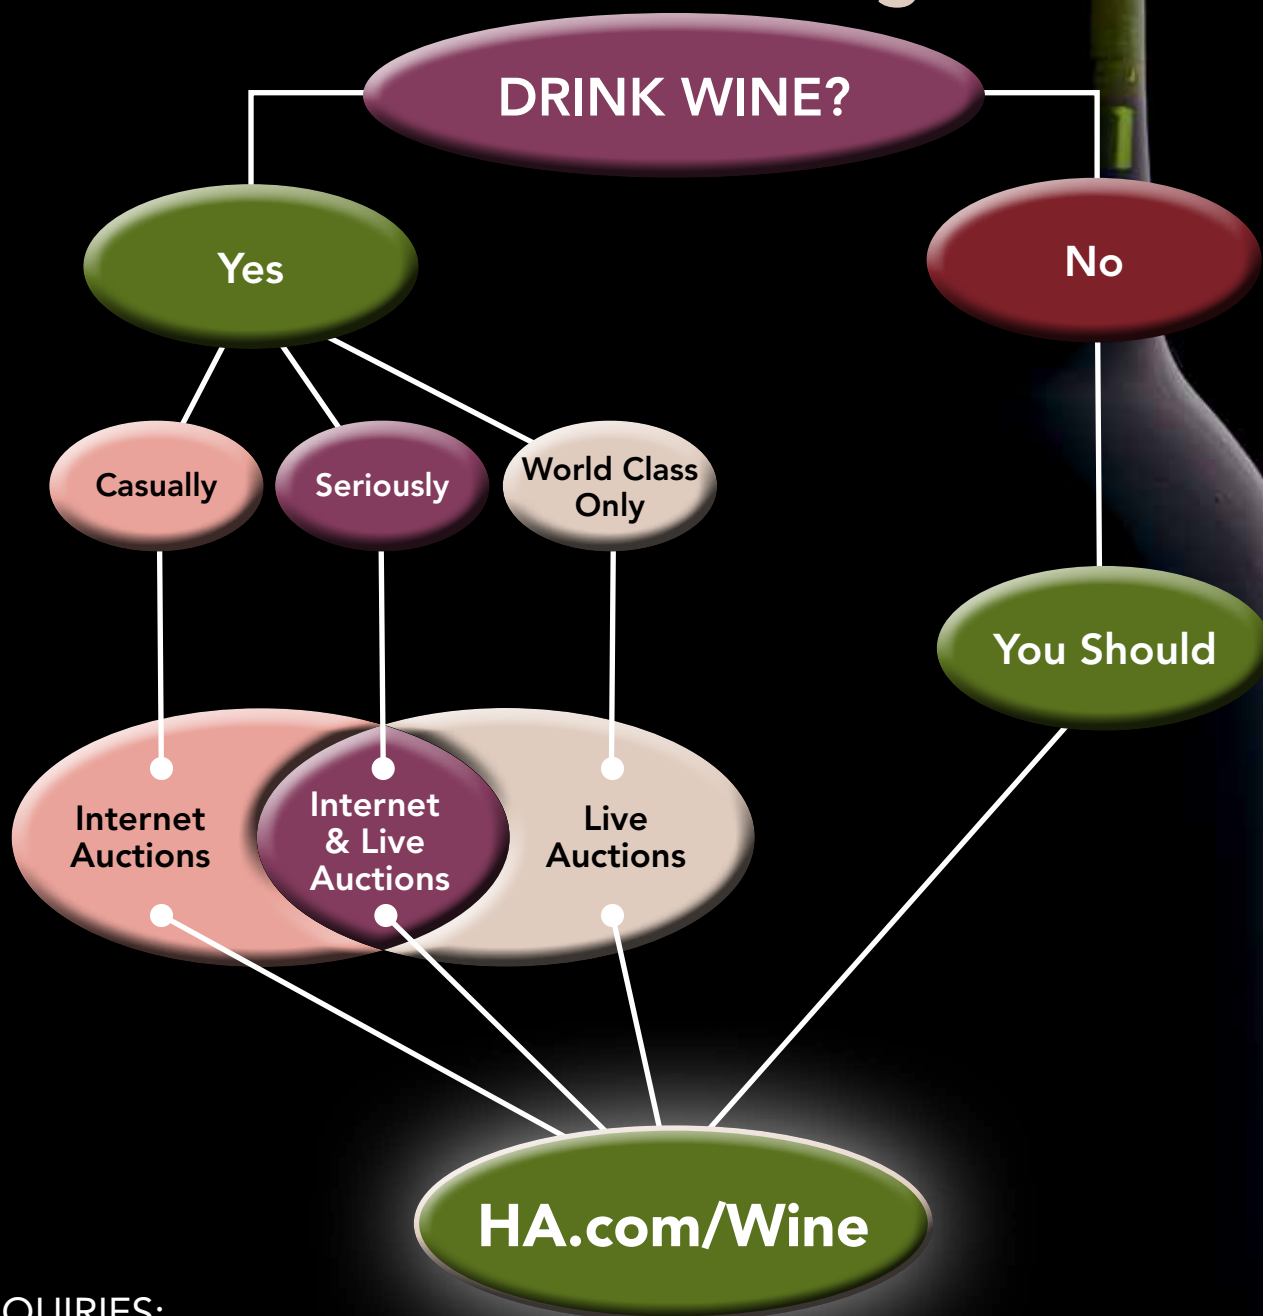 DRINK WINE?
Yes
No
Casually
Seriously
World Class
Only
You Should
Internet
Auctions
Internet
& Live
Auctions
Live
Auctions
HA.com/Wine